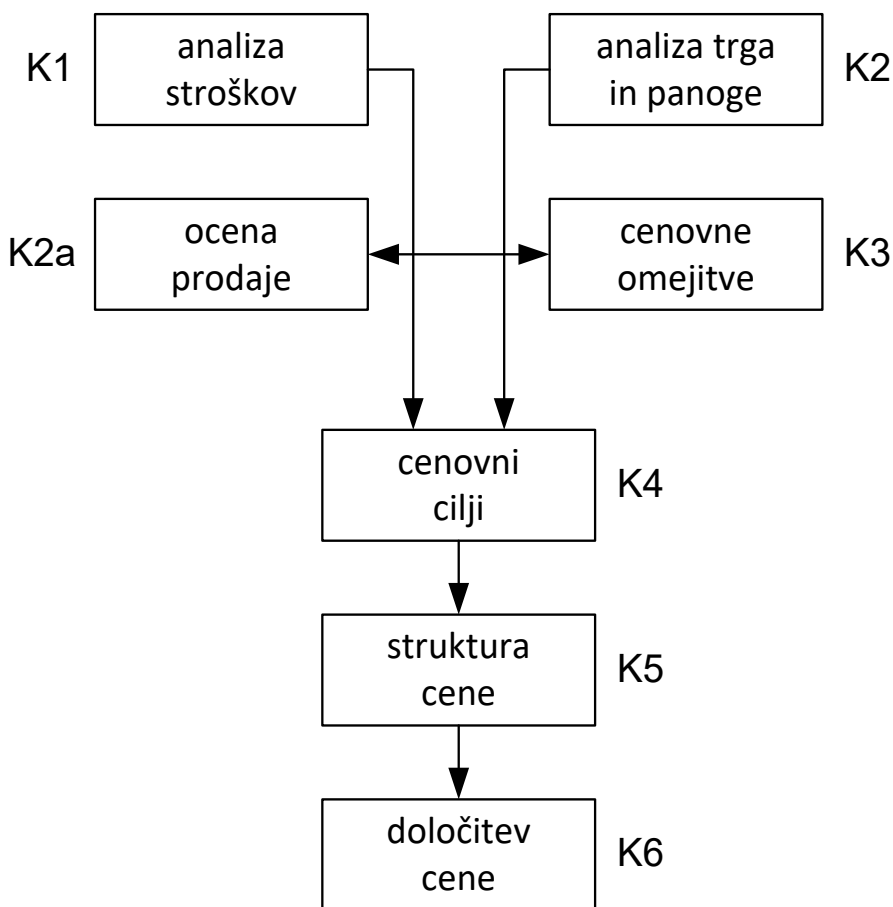 K1
analiza
stroškov
analiza trga
in panoge
K2
K2a
ocena
prodaje
cenovne
omejitve
K3
cenovni
cilji
K4
struktura
cene
K5
določitev
cene
K6